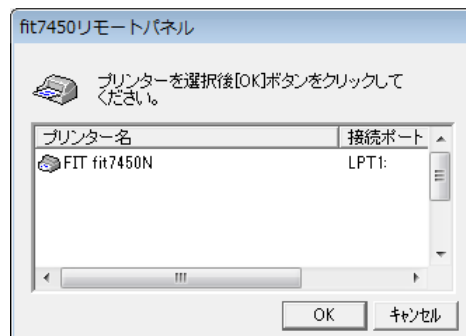 fit7450リモートパネル
プリンターを選択後[OK]ボタンをクリックして
ください。
プリンター名 接続ポート
FIT fit7450N LPT1:
OK キャンセル